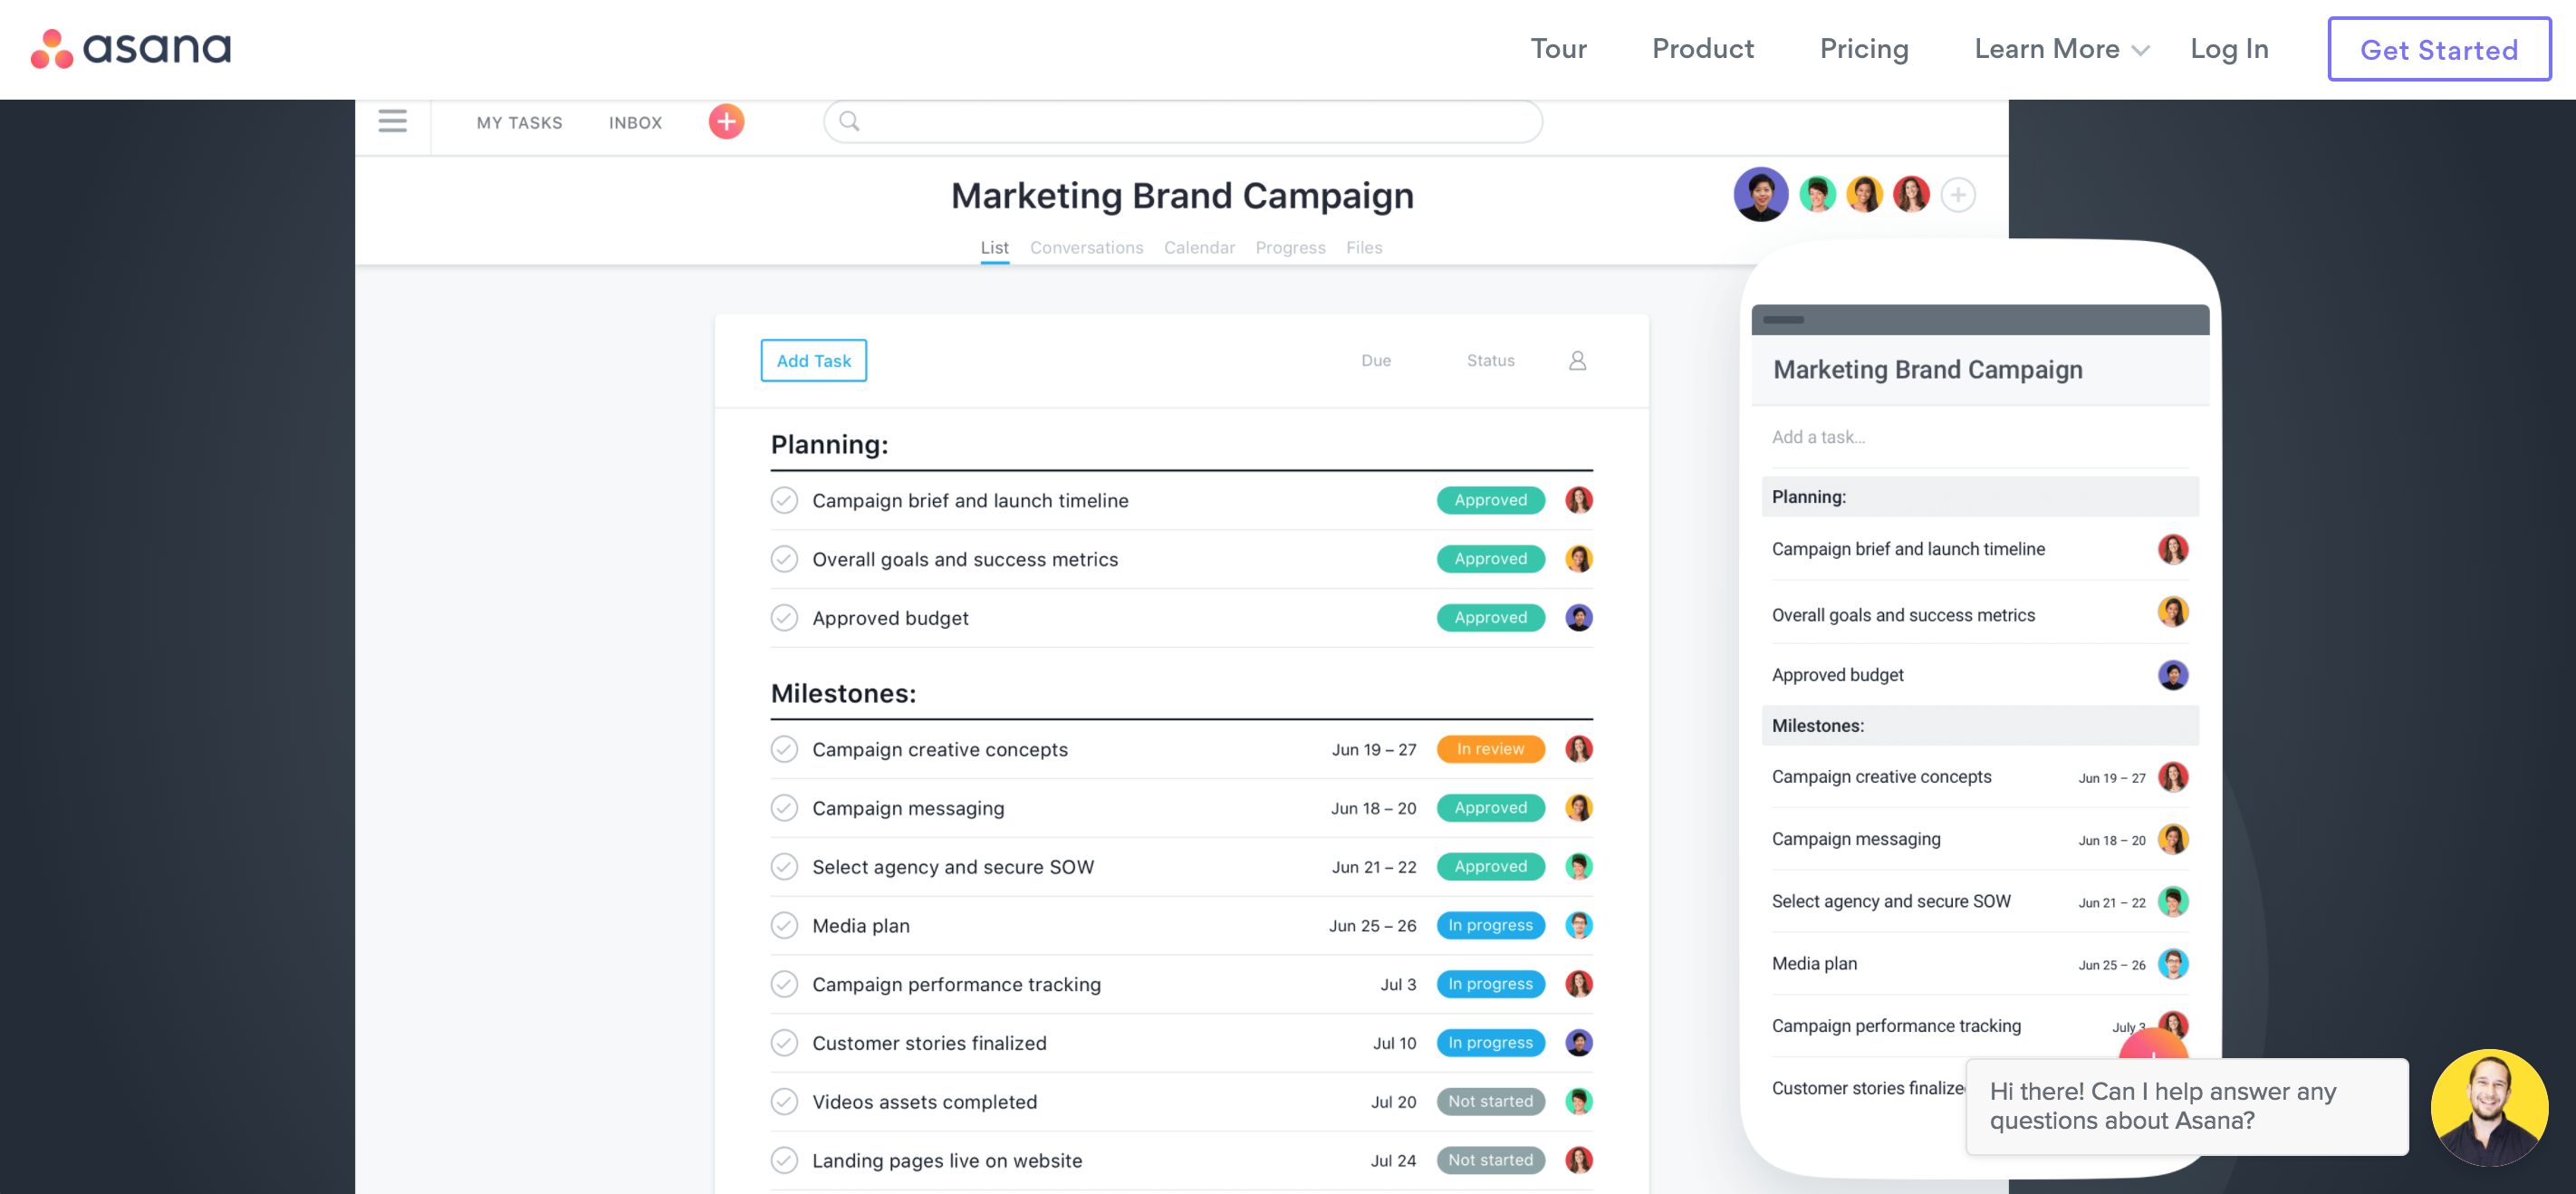 asana
Tour Product Pricing Learn More Log In Get Started
MY TASKS INBOX
Marketing Brand Campaign
List Conversations Calendar Progress Files
Add Task Due Status
Planning:
Campaign brief and launch timeline Approved
Overall goals and success metrics Approved
Approved budget Approved
Milestones:
Campaign creative concepts Jun 19 – 27 In review
Campaign messaging Jun 18 – 20 Approved
Select agency and secure SOW Jun 21 – 22 Approved
Media plan Jun 25 – 26 In progress
Campaign performance tracking Jul 3 In progress
Customer stories finalized Jul 10 In progress
Videos assets completed Jul 20 Not started
Landing pages live on website Jul 24 Not started
Marketing Brand Campaign
Add a task...
Planning:
Campaign brief and launch timeline
Overall goals and success metrics
Approved budget
Milestones:
Campaign creative concepts Jun 19 – 27
Campaign messaging Jun 18 – 20
Select agency and secure SOW Jun 21 – 22
Media plan Jun 25 – 26
Campaign performance tracking July 3
Customer stories finalize
Hi there! Can I help answer any
questions about Asana?